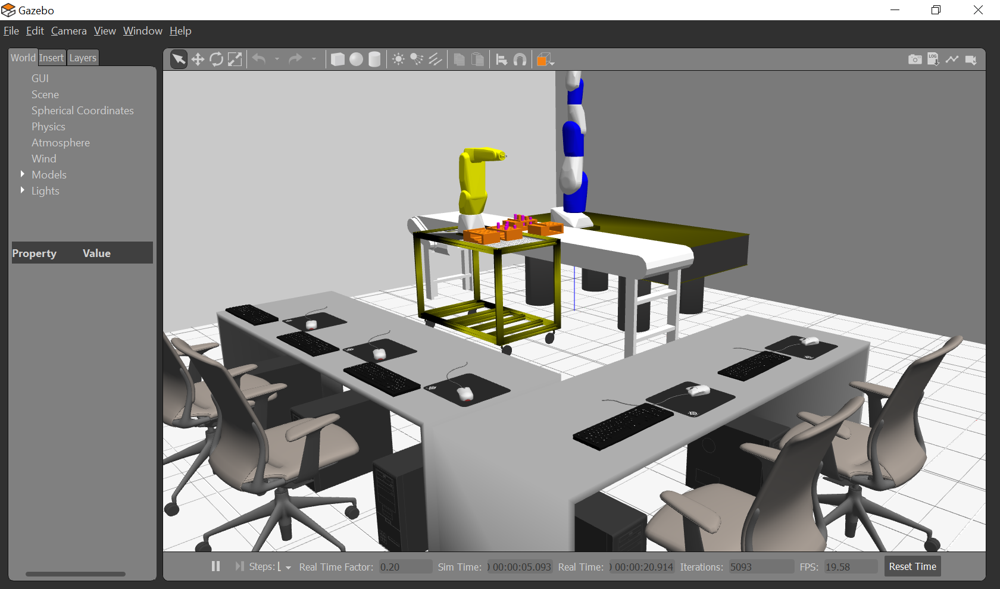 Gazebo
File Edit Camera View Window Help
World Insert Layers
LOG
GUI
Scene
Spherical Coordinates
Physics
Atmosphere
Wind
Models
Lights
Property Value
Steps: Real Time Factor: 0.20 Sim Time: 00:00:05.093 Real Time: 00:00:20.914 Iterations: 5093 FPS: 19.58 Reset Time